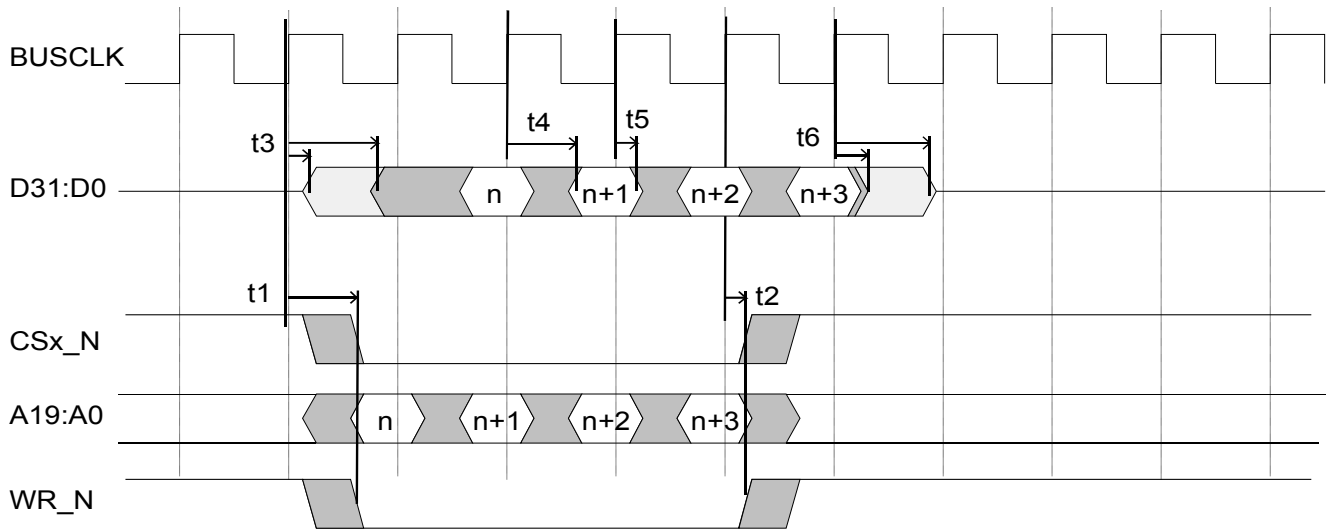 BUSCLK
t4 t5
t3 t6
D31:D0 n n+1 n+2 n+3
t1 t2
CSx_N
A19:A0 n n+1 n+2 n+3
WR_N